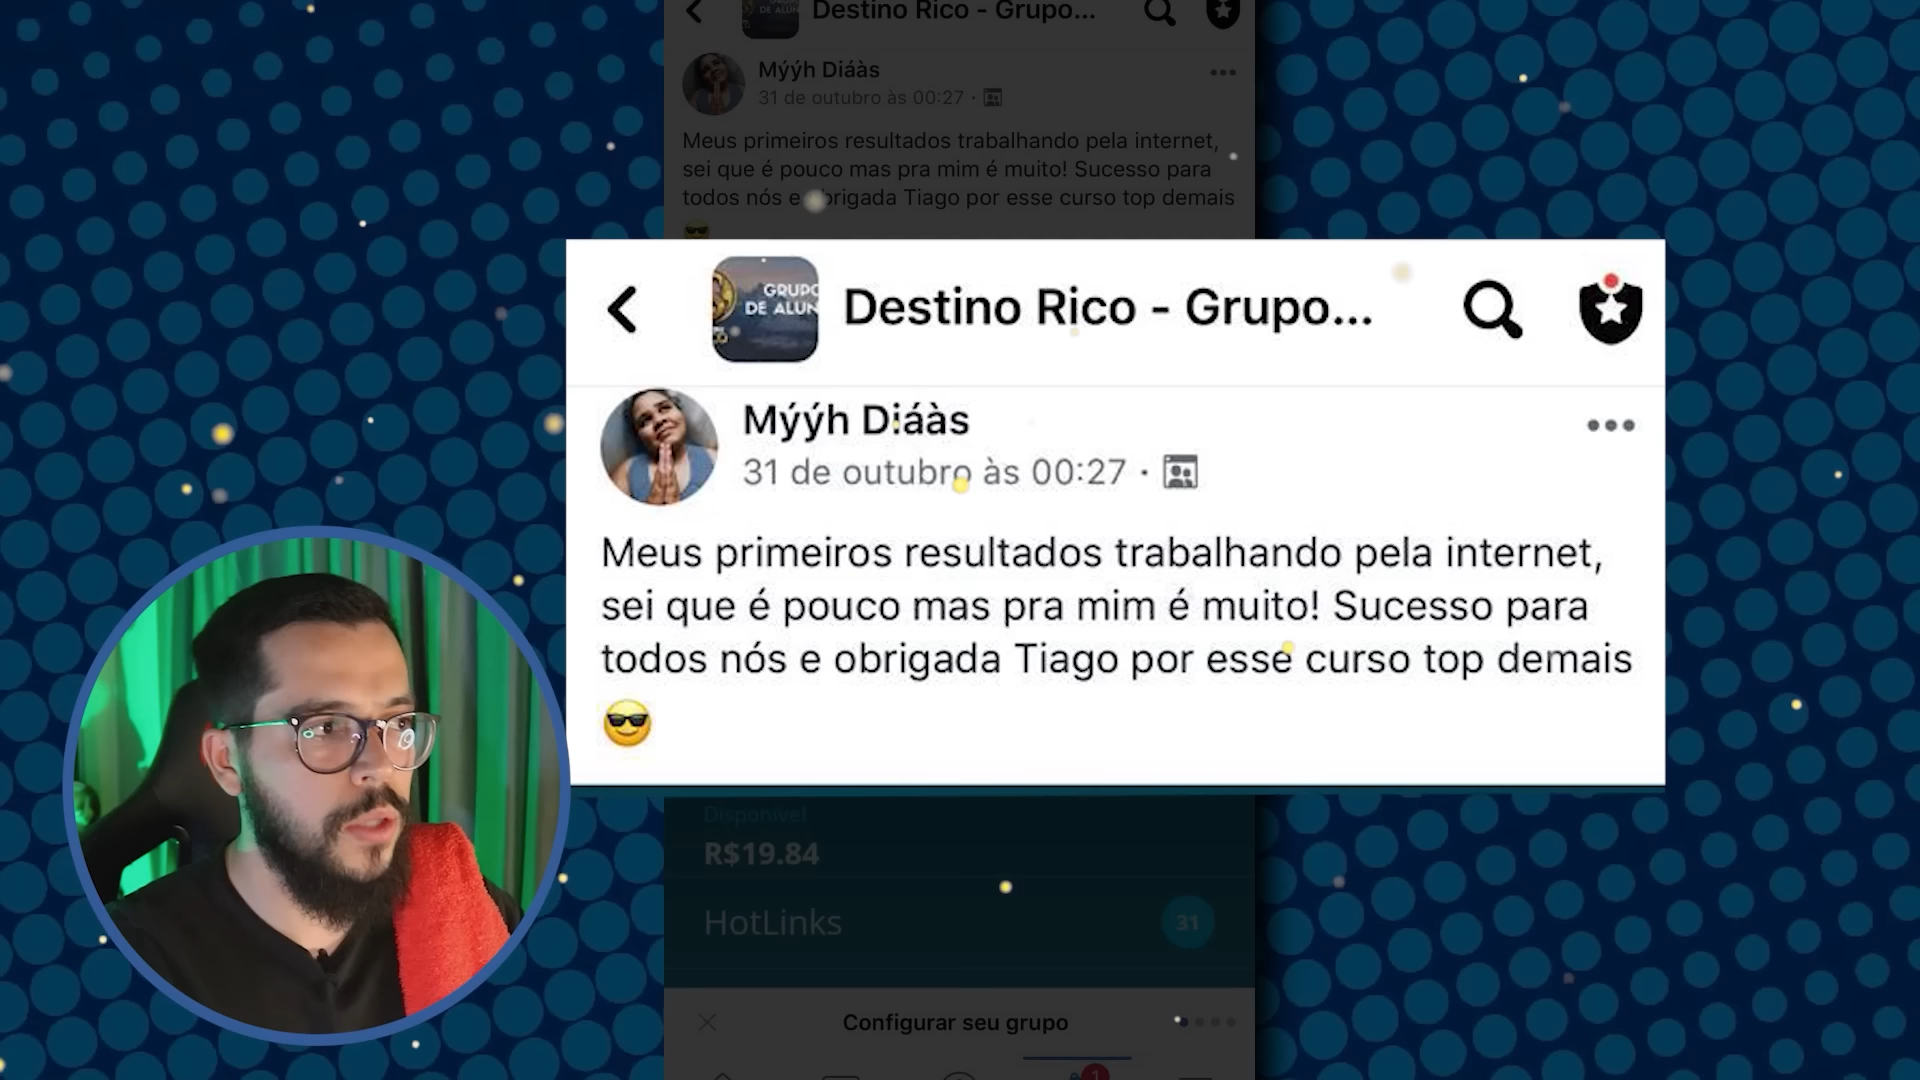 Destino Rico - Grupo...
Mýýh Díáàs
31 de outubro às 00:27 ·
Meus primeiros resultados trabalhando pela internet,
sei que é pouco mas pra mim é muito! Sucesso para
todos nós e obrigada Tiago por esse curso top demais
GRUPO
DE ALUN
Destino Rico - Grupo...
Mýýh Díáàs
31 de outubro às 00:27 ·
Meus primeiros resultados trabalhando pela internet,
sei que é pouco mas pra mim é muito! Sucesso para
todos nós e obrigada Tiago por esse curso top demais
😎
Disponível
R$19.84
HotLinks
31
Configurar seu grupo
1